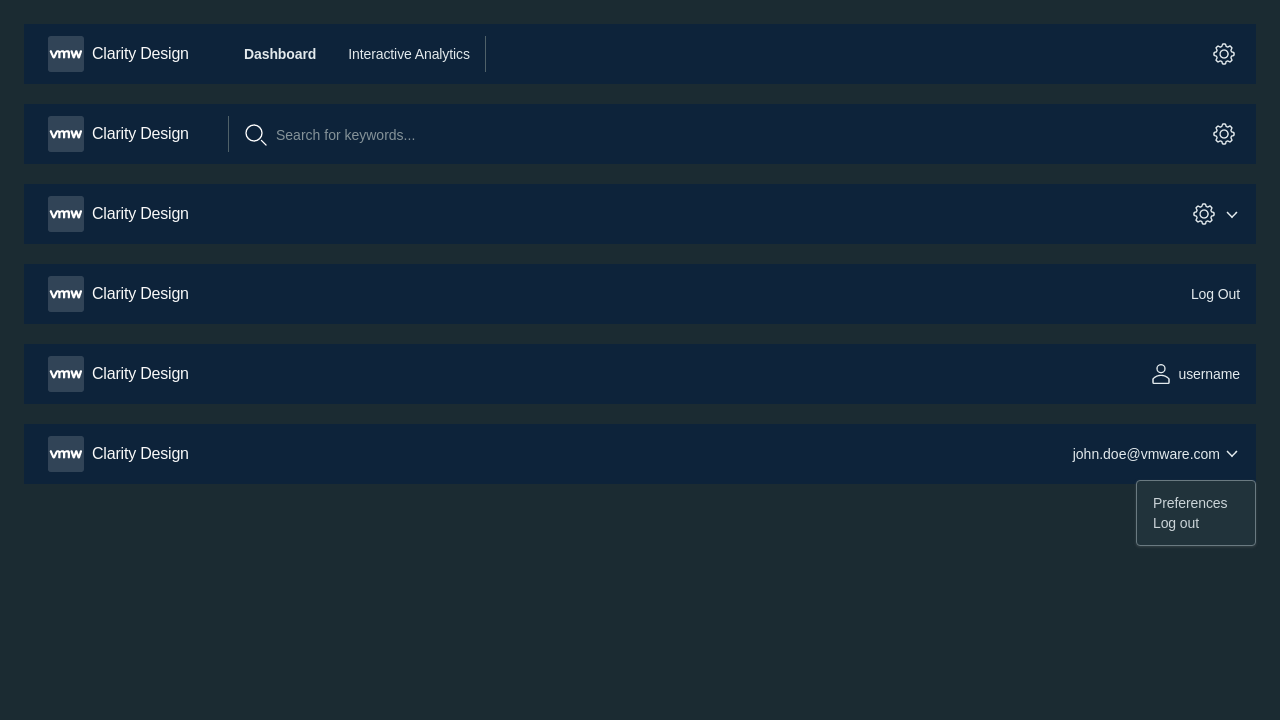 vmw Clarity Design Dashboard Interactive Analytics
vmw Clarity Design Search for keywords...
vmw Clarity Design
vmw Clarity Design Log Out
vmw Clarity Design username
vmw Clarity Design john.doe@vmware.com
Preferences
Log out